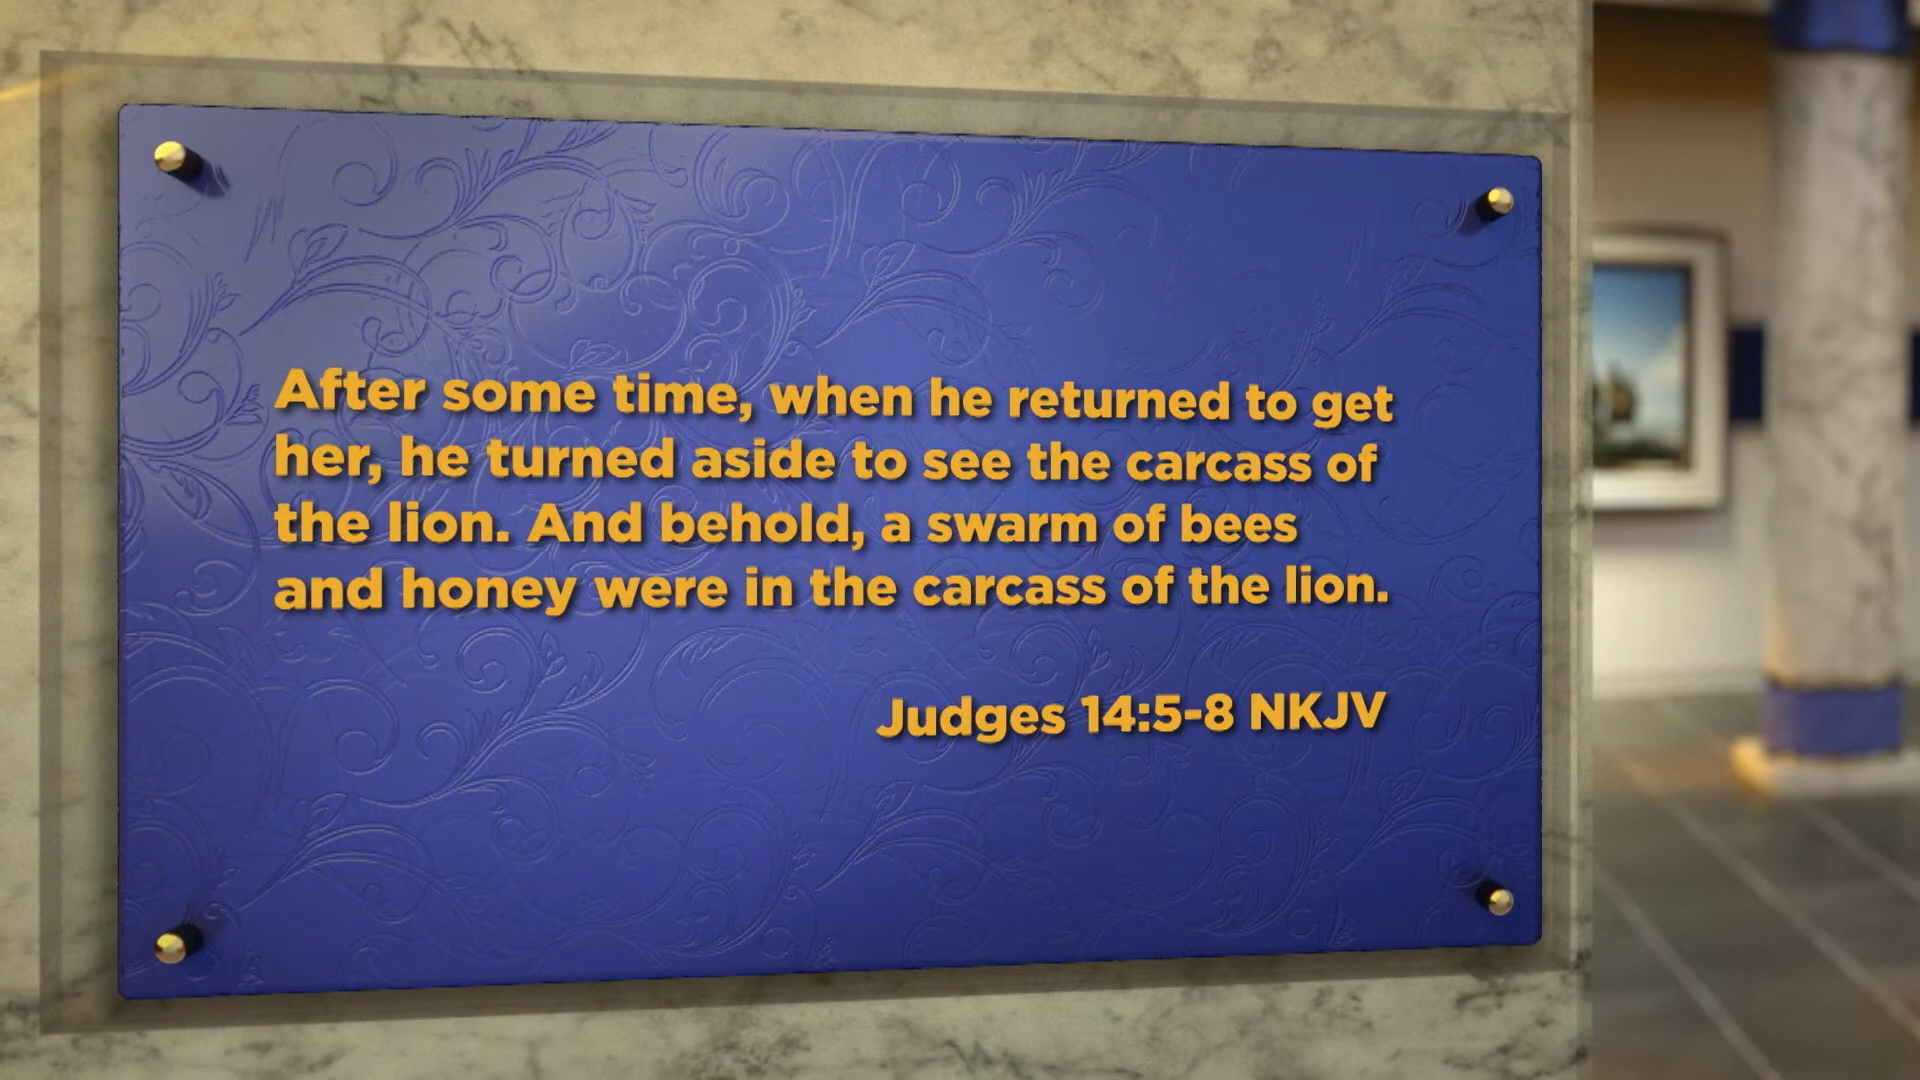 After some time, when he returned to get
her, he turned aside to see the carcass of
the lion. And behold, a swarm of bees
and honey were in the carcass of the lion.
Judges 14:5-8 NKJV